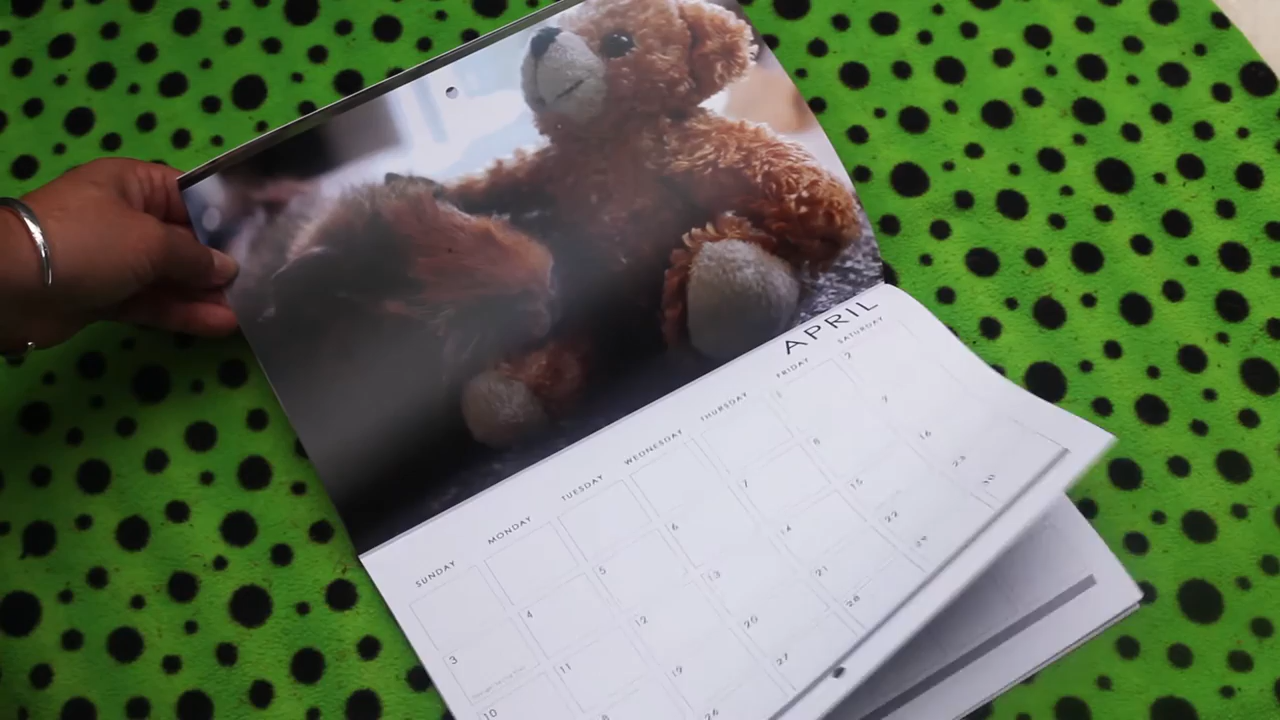 APRIL
SUNDAY MONDAY TUESDAY WEDNESDAY THURSDAY FRIDAY SATURDAY
1 2
3 4 5 6 7 8 9
10 11 12 13 14 15 16
19 20 21 22 23
26 27 28 29 30